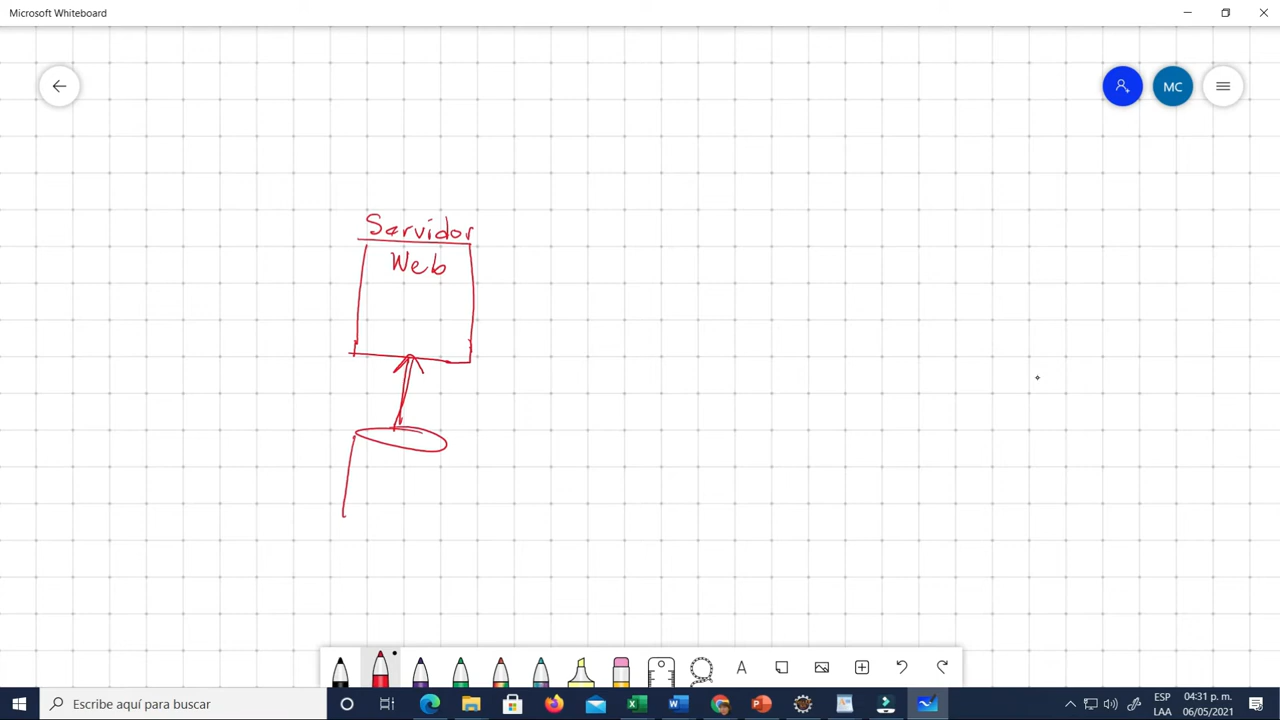 Microsoft Whiteboard
MC
Servidor
Web
A
Escribe aquí para buscar
ESP
LAA
04:31 p. m.
06/05/2021